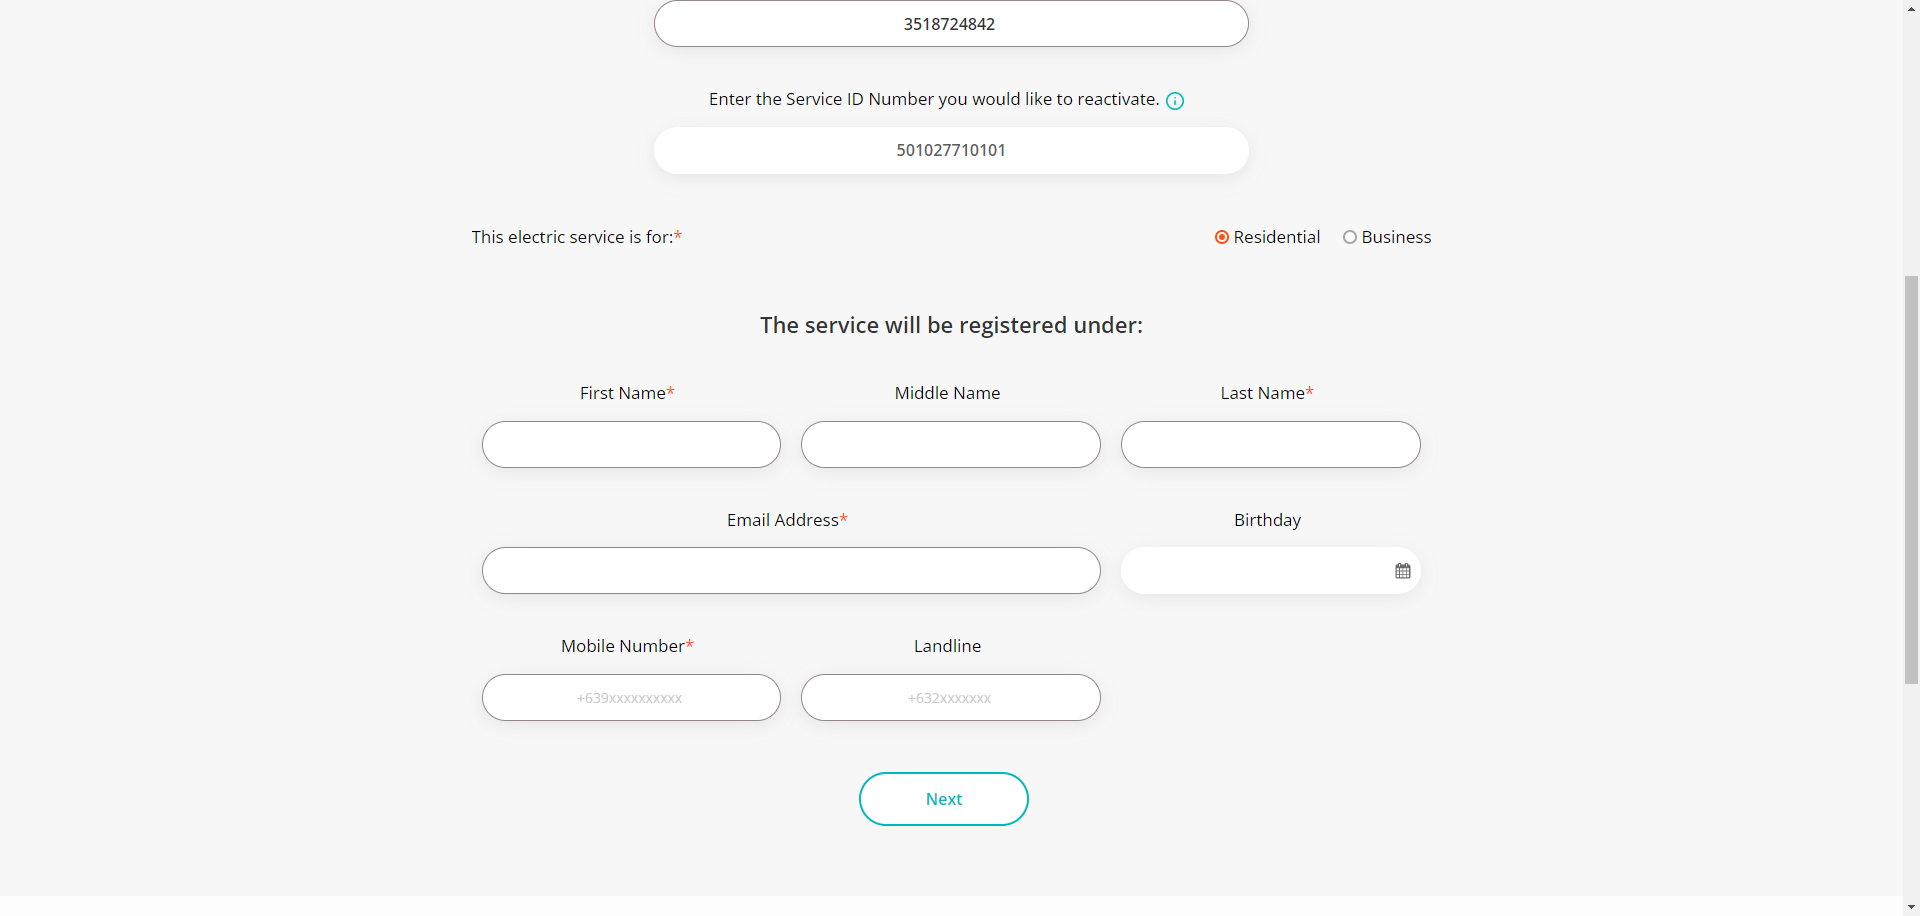 3518724842
Enter the Service ID Number you would like to reactivate.
501027710101
This electric service is for:* Residential Business
The service will be registered under:
First Name* Middle Name Last Name*
Email Address* Birthday
Mobile Number* Landline
+639xxxxxxxxxx +632xxxxxxx
Next